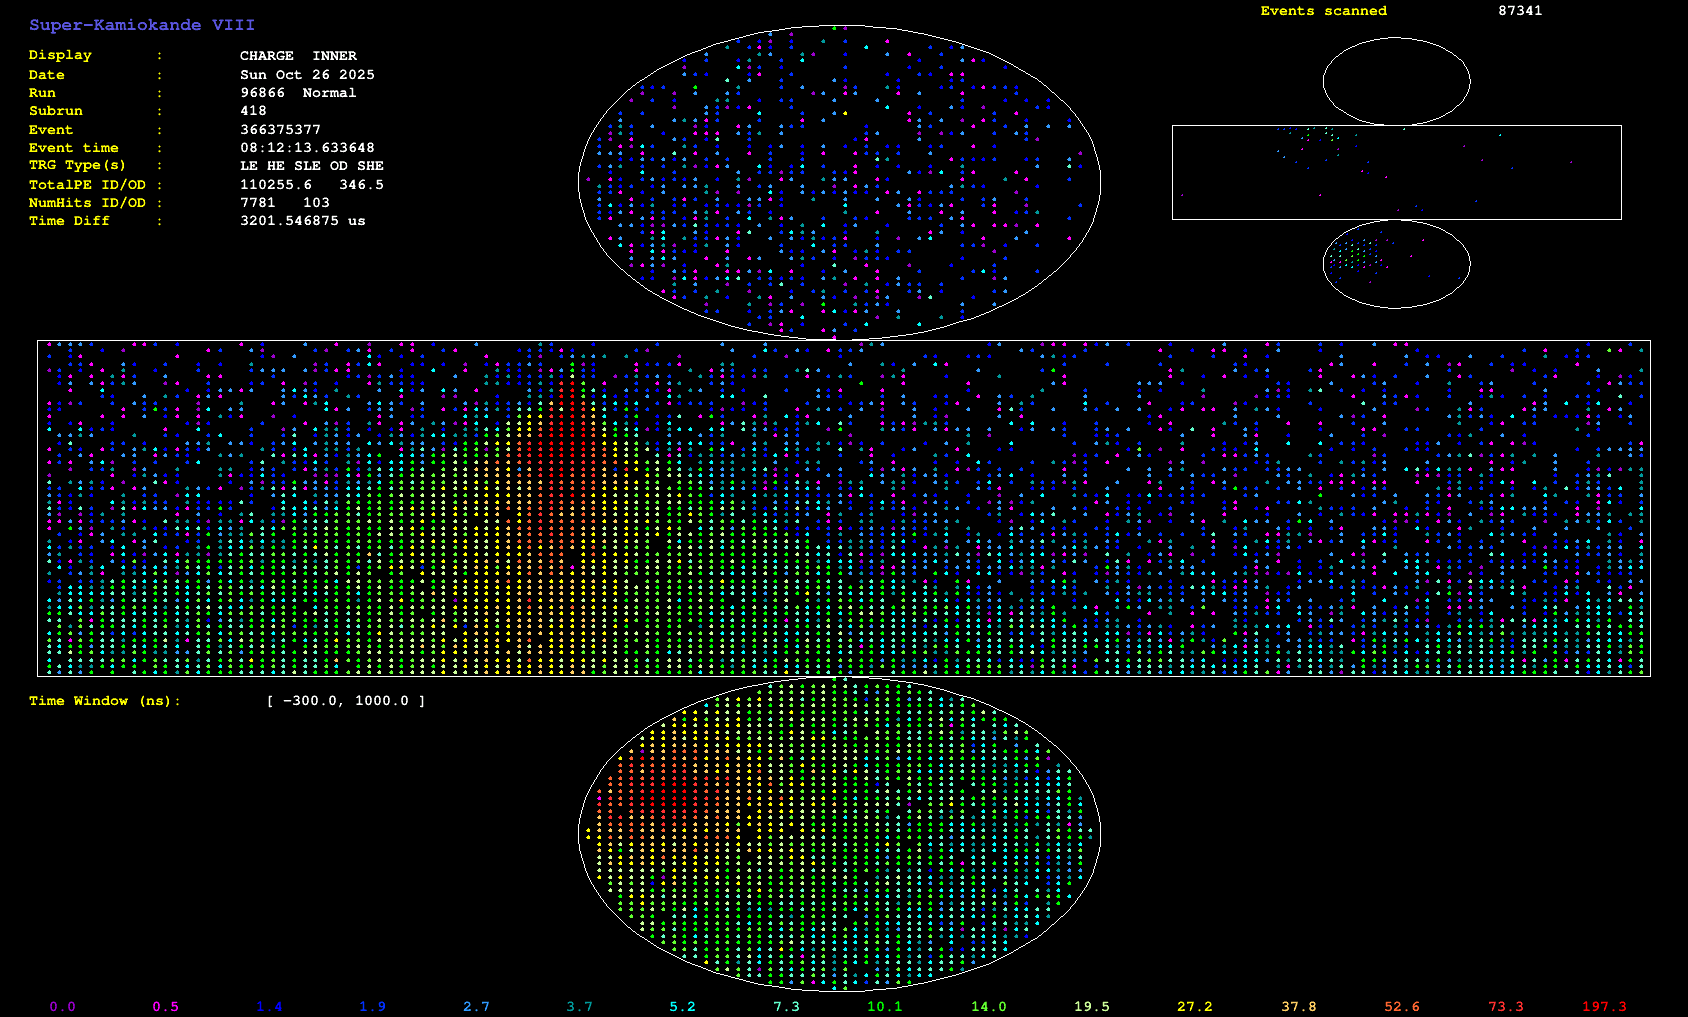 Super-Kamiokande VIII
Events scanned 87341
Display : CHARGE INNER
Date : Sun Oct 26 2025
Run : 96866 Normal
Subrun : 418
Event : 366375377
Event time : 08:12:13.633648
TRG Type(s) : LE HE SLE OD SHE
TotalPE ID/OD : 110255.6 346.5
NumHits ID/OD : 7781 103
Time Diff : 3201.546875 us
Time Window (ns): [ -300.0, 1000.0 ]
0.0 0.5 1.4 1.9 2.7 3.7 5.2 7.3 10.1 14.0 19.5 27.2 37.8 52.6 73.3 197.3